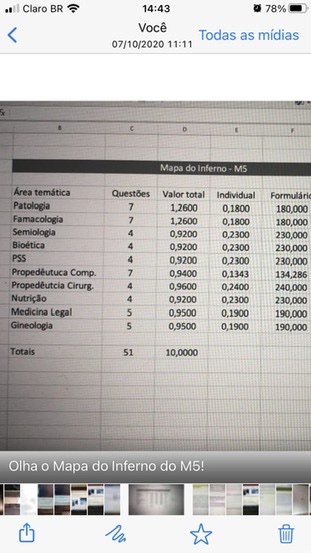 Claro BR 14:43 78%
Você
07/10/2020 11:11
Todas as mídias
B C D E F
Mapa do Inferno - M5
Área temática Questões Valor total Individual Formulário
Patologia 7 1,2600 0,1800 180,000
Famacologia 7 1,2600 0,1800 180,000
Semiologia 4 0,9200 0,2300 230,000
Bioética 4 0,9200 0,2300 230,000
PSS 4 0,9200 0,2300 230,000
Propedêutuca Comp. 7 0,9400 0,1343 134,286
Propedêutcia Cirurg. 4 0,9600 0,2400 240,000
Nutrição 4 0,9200 0,2300 230,000
Medicina Legal 5 0,9500 0,1900 190,000
Gineologia 5 0,9500 0,1900 190,000
Totais 51 10,0000
Olha o Mapa do Inferno do M5!